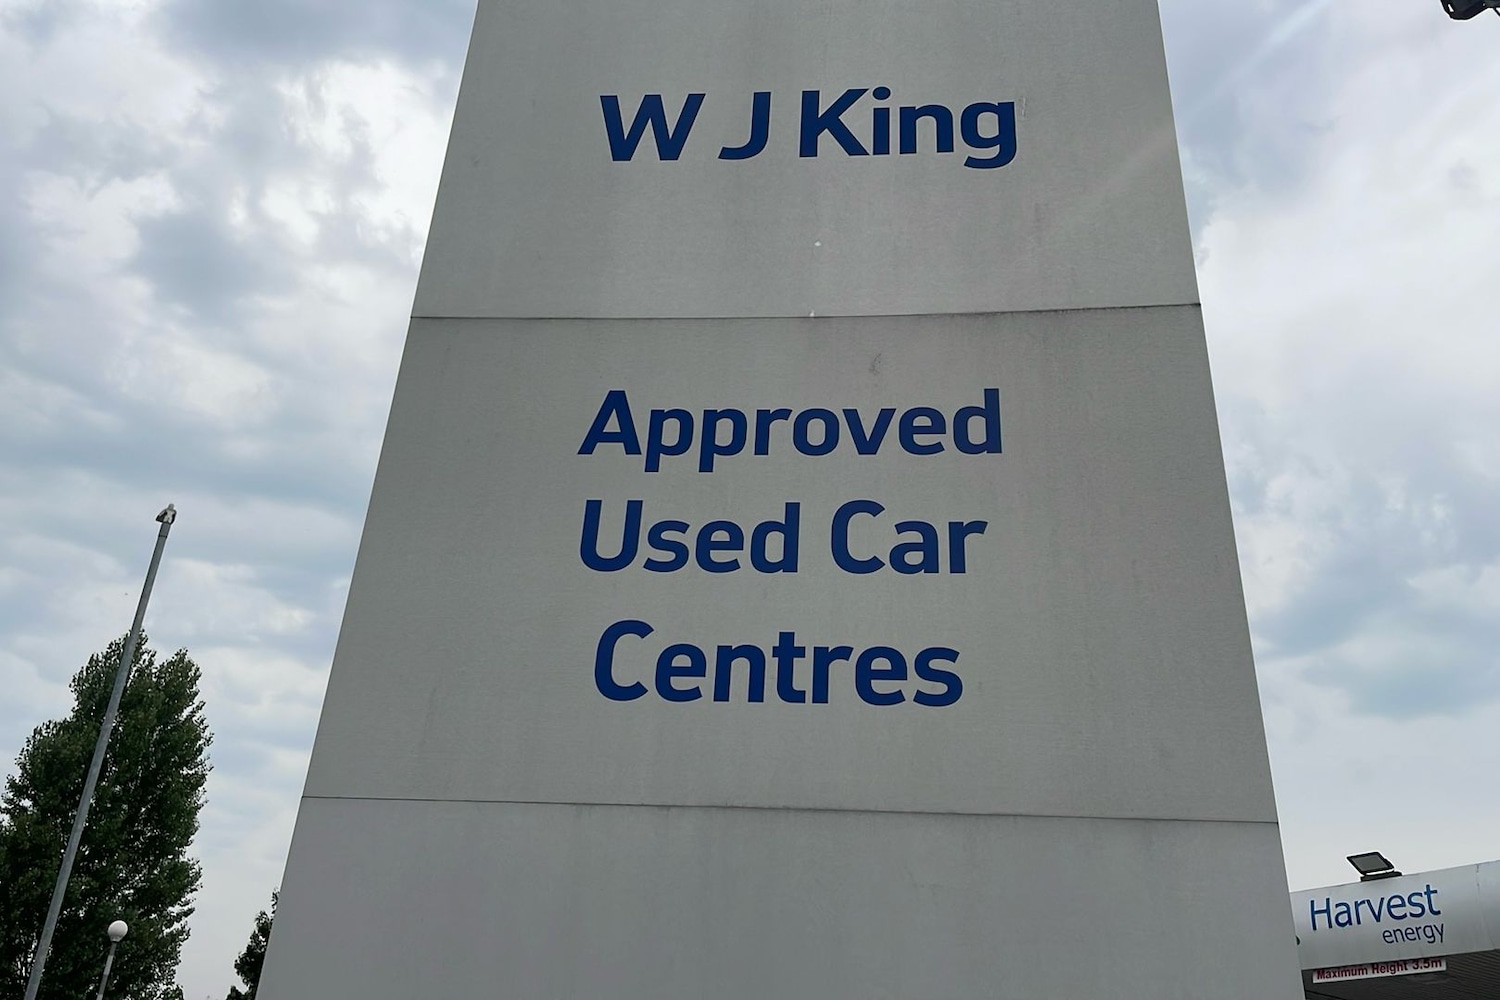 W J King
Approved
Used Car
Centres
Harvest
energy
Maximum Height 3.5m